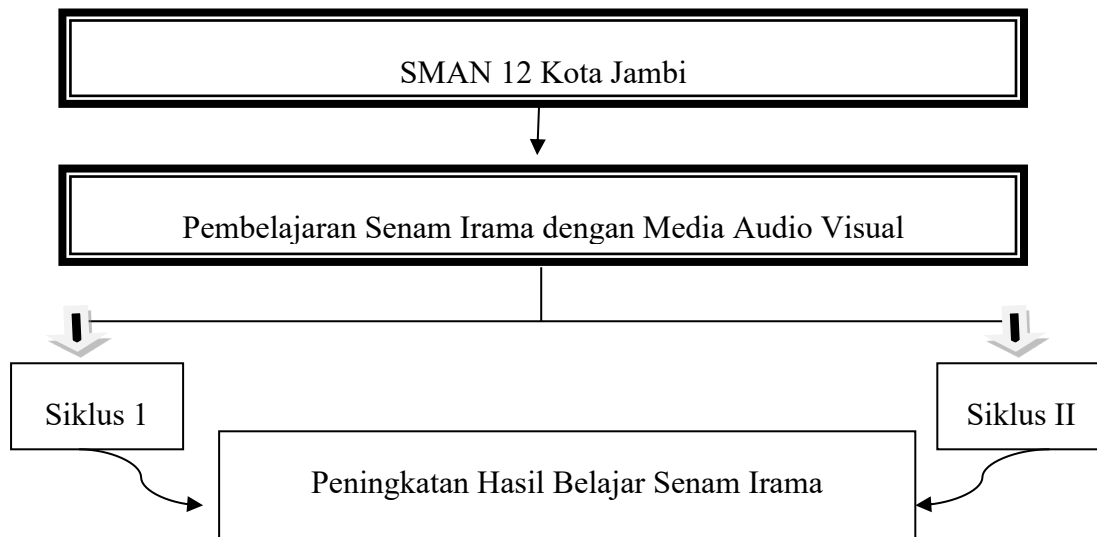 SMAN 12 Kota Jambi
Pembelajaran Senam Irama dengan Media Audio Visual
Siklus 1
Siklus II
Peningkatan Hasil Belajar Senam Irama